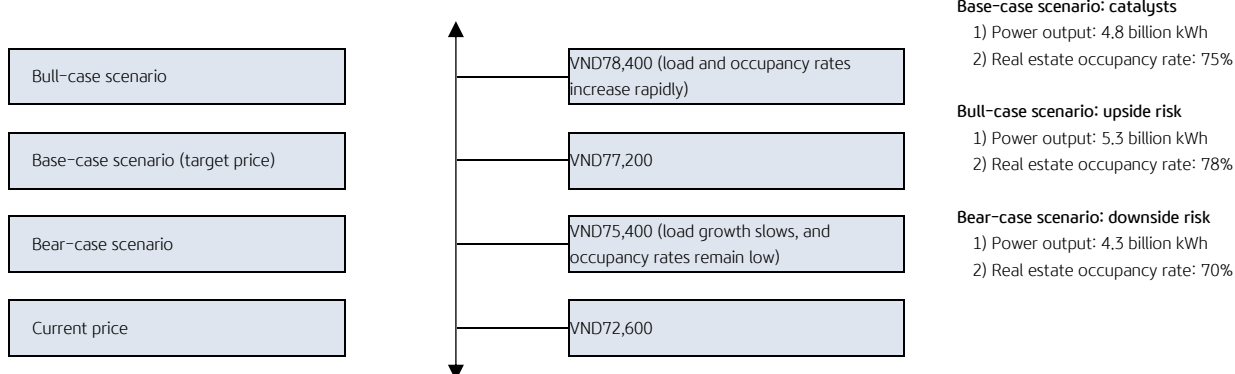 Bull-case scenario
VND78,400 (load and occupancy rates
increase rapidly)
Base-case scenario (target price)
VND77,200
Bear-case scenario
VND75,400 (load growth slows, and
occupancy rates remain low)
Current price
VND72,600
Base-case scenario: catalysts
1) Power output: 4.8 billion kWh
2) Real estate occupancy rate: 75%
Bull-case scenario: upside risk
1) Power output: 5.3 billion kWh
2) Real estate occupancy rate: 78%
Bear-case scenario: downside risk
1) Power output: 4.3 billion kWh
2) Real estate occupancy rate: 70%